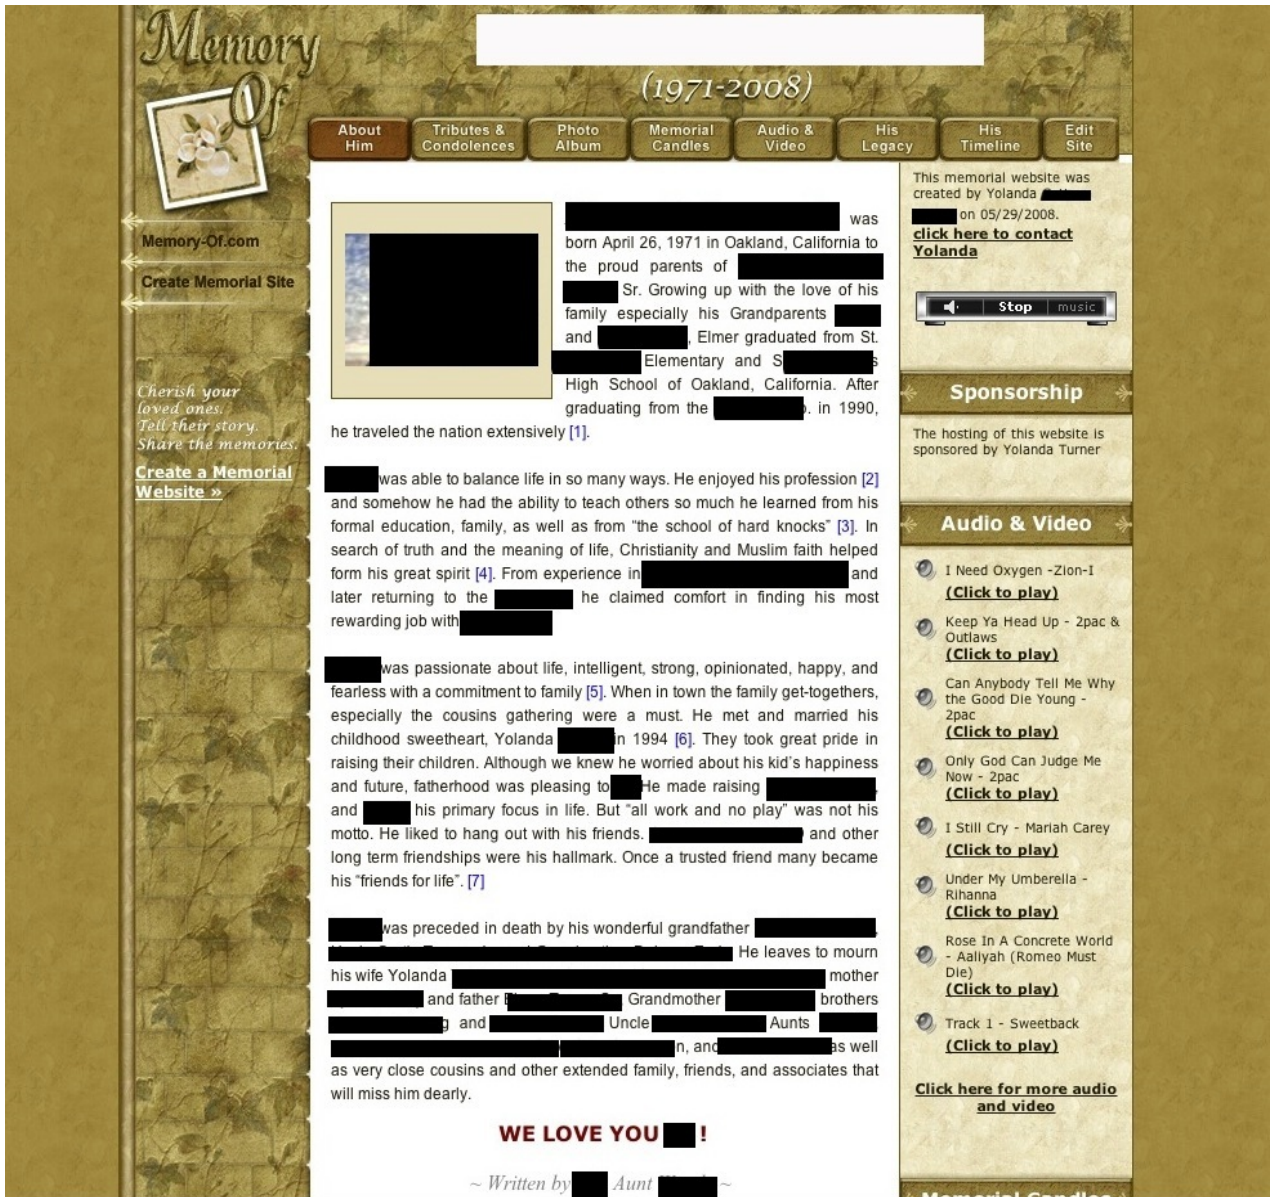 Memory
Of
(1971-2008)
About Him
Tributes & Condolences
Photo Album
Memorial Candles
Audio & Video
His Legacy
His Timeline
Edit Site
Memory-Of.com
Create Memorial Site
Cherish your
loved ones.
Tell their story.
Share the memories.
Create a Memorial
Website »
was
born April 26, 1971 in Oakland, California to
the proud parents of
Sr. Growing up with the love of his
family especially his Grandparents
and , Elmer graduated from St.
Elementary and
High School of Oakland, California. After
graduating from the . in 1990,
he traveled the nation extensively [1].
was able to balance life in so many ways. He enjoyed his profession [2]
and somehow he had the ability to teach others so much he learned from his
formal education, family, as well as from “the school of hard knocks” [3]. In
search of truth and the meaning of life, Christianity and Muslim faith helped
form his great spirit [4]. From experience in and
later returning to the he claimed comfort in finding his most
rewarding job with
was passionate about life, intelligent, strong, opinionated, happy, and
fearless with a commitment to family [5]. When in town the family get-togethers,
especially the cousins gathering were a must. He met and married his
childhood sweetheart, Yolanda in 1994 [6]. They took great pride in
raising their children. Although we knew he worried about his kid’s happiness
and future, fatherhood was pleasing to He made raising ,
and his primary focus in life. But “all work and no play” was not his
motto. He liked to hang out with his friends. and other
long term friendships were his hallmark. Once a trusted friend many became
his “friends for life”. [7]
was preceded in death by his wonderful grandfather ,
He leaves to mourn
his wife Yolanda mother
and father Grandmother brothers
and Uncle Aunts ,
, and as well
as very close cousins and other extended family, friends, and associates that
will miss him dearly.
WE LOVE YOU !
~ Written by Aunt ~
This memorial website was
created by Yolanda
on 05/29/2008.
click here to contact
Yolanda
Stop music
Sponsorship
The hosting of this website is
sponsored by Yolanda Turner
Audio & Video
I Need Oxygen -Zion-I
(Click to play)
Keep Ya Head Up - 2pac &
Outlaws
(Click to play)
Can Anybody Tell Me Why
the Good Die Young -
2pac
(Click to play)
Only God Can Judge Me
Now - 2pac
(Click to play)
I Still Cry - Mariah Carey
(Click to play)
Under My Umberella -
Rihanna
(Click to play)
Rose In A Concrete World
- Aaliyah (Romeo Must
Die)
(Click to play)
Track 1 - Sweetback
(Click to play)
Click here for more audio
and video
Memorial Candles